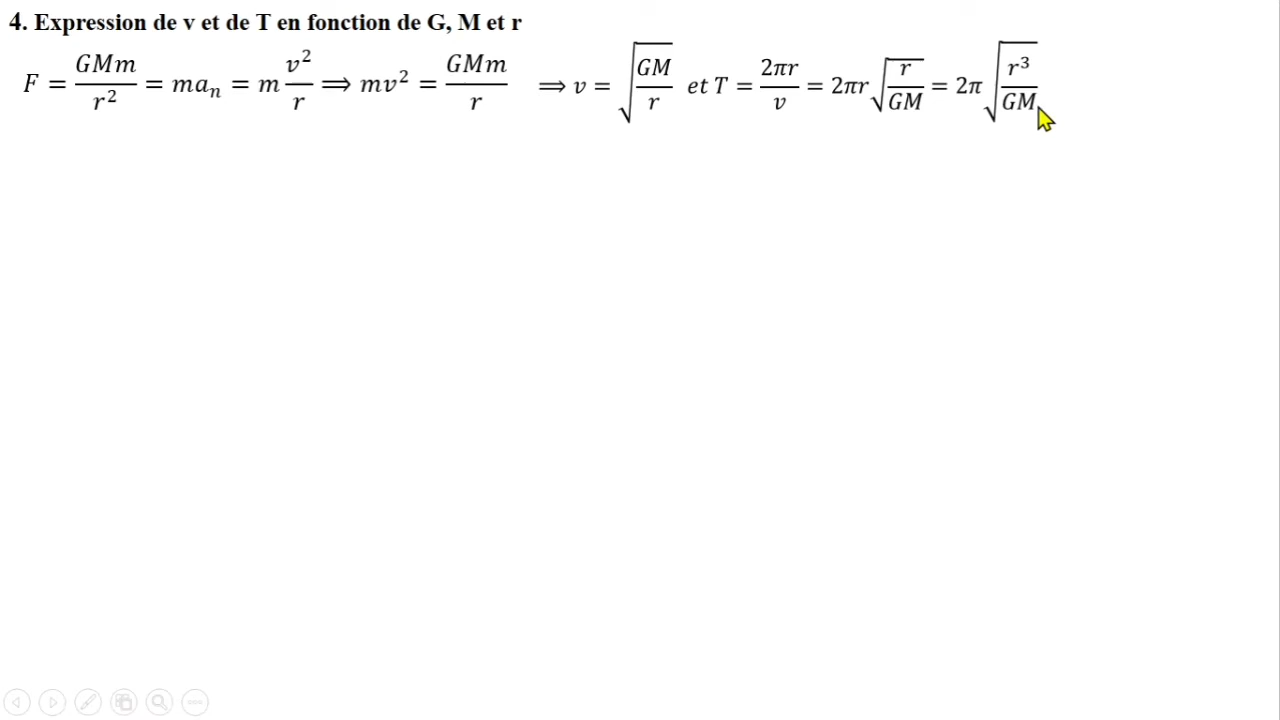 4. Expression de v et de T en fonction de G, M et r
F = GMm/r² = maₙ = m v²/r ⟹ mv² = GMm/r ⟹ v = √(GM/r) et T = 2πr/v = 2πr√(r/GM) = 2π√(r³/GM)